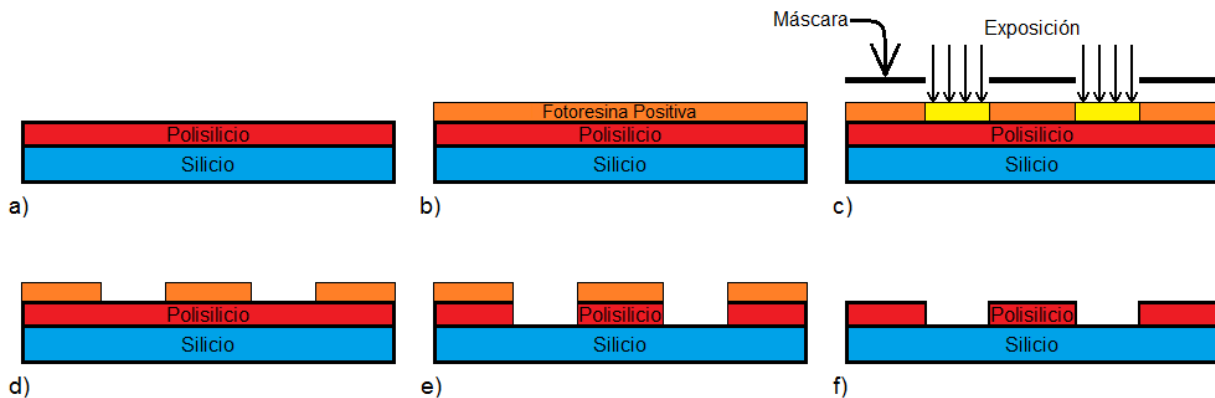 Polisilicio
Silicio
a)
Fotoresina Positiva
Polisilicio
Silicio
b)
Máscara
Exposición
Polisilicio
Silicio
c)
Polisilicio
Silicio
d)
Polisilicio
Silicio
e)
Polisilicio
Silicio
f)